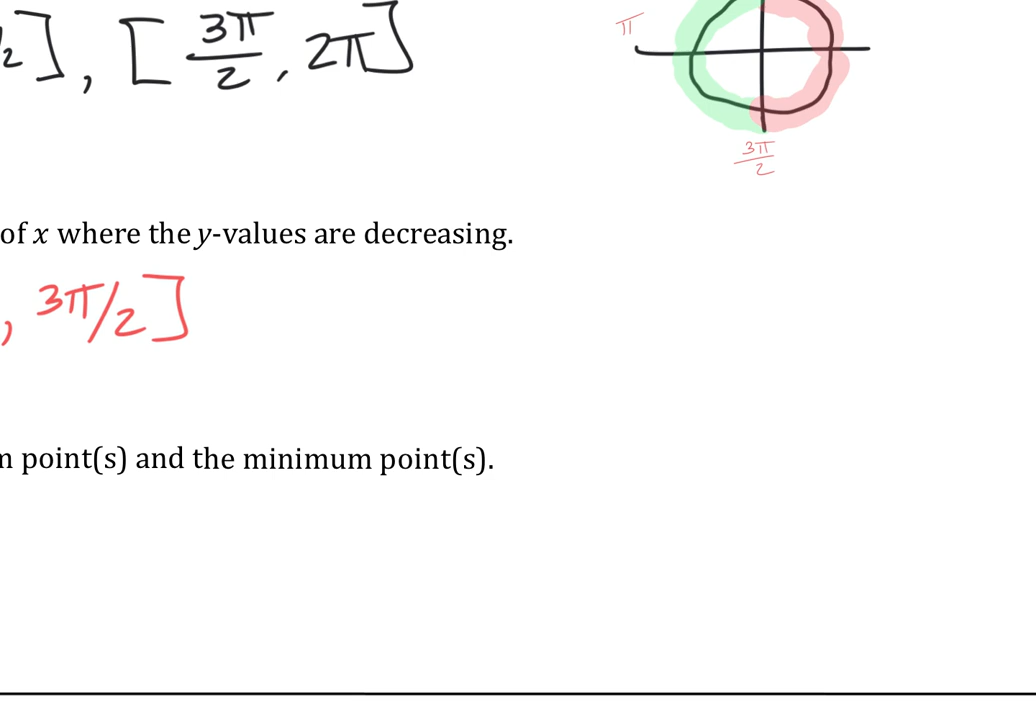 2], [3π/2, 2π]
π
3π/2
of x where the y-values are decreasing.
, 3π/2]
point(s) and the minimum point(s).